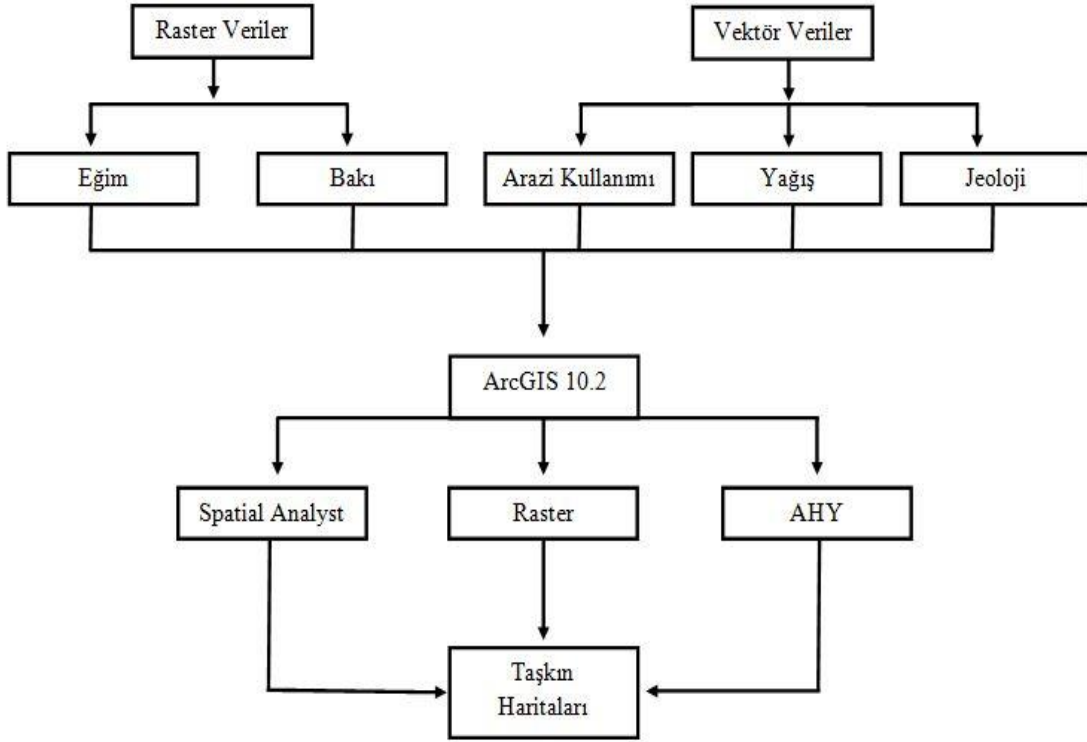 Raster Veriler
Vektör Veriler
Eğim
Bakı
Arazi Kullanımı
Yağış
Jeoloji
ArcGIS 10.2
Spatial Analyst
Raster
AHY
Taşkın
Haritaları